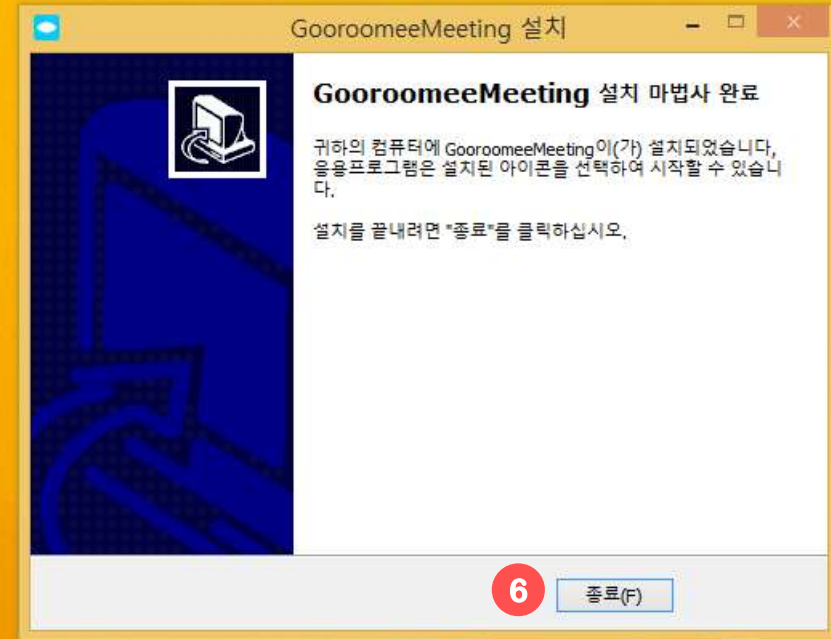 GooroomeeMeeting 설치
GooroomeeMeeting 설치 마법사 완료
귀하의 컴퓨터에 GooroomeeMeeting이(가) 설치되었습니다,
응용프로그램은 설치된 아이콘을 선택하여 시작할 수 있습니
다,
설치를 끝내려면 "종료"를 클릭하십시오,
6
종료(F)